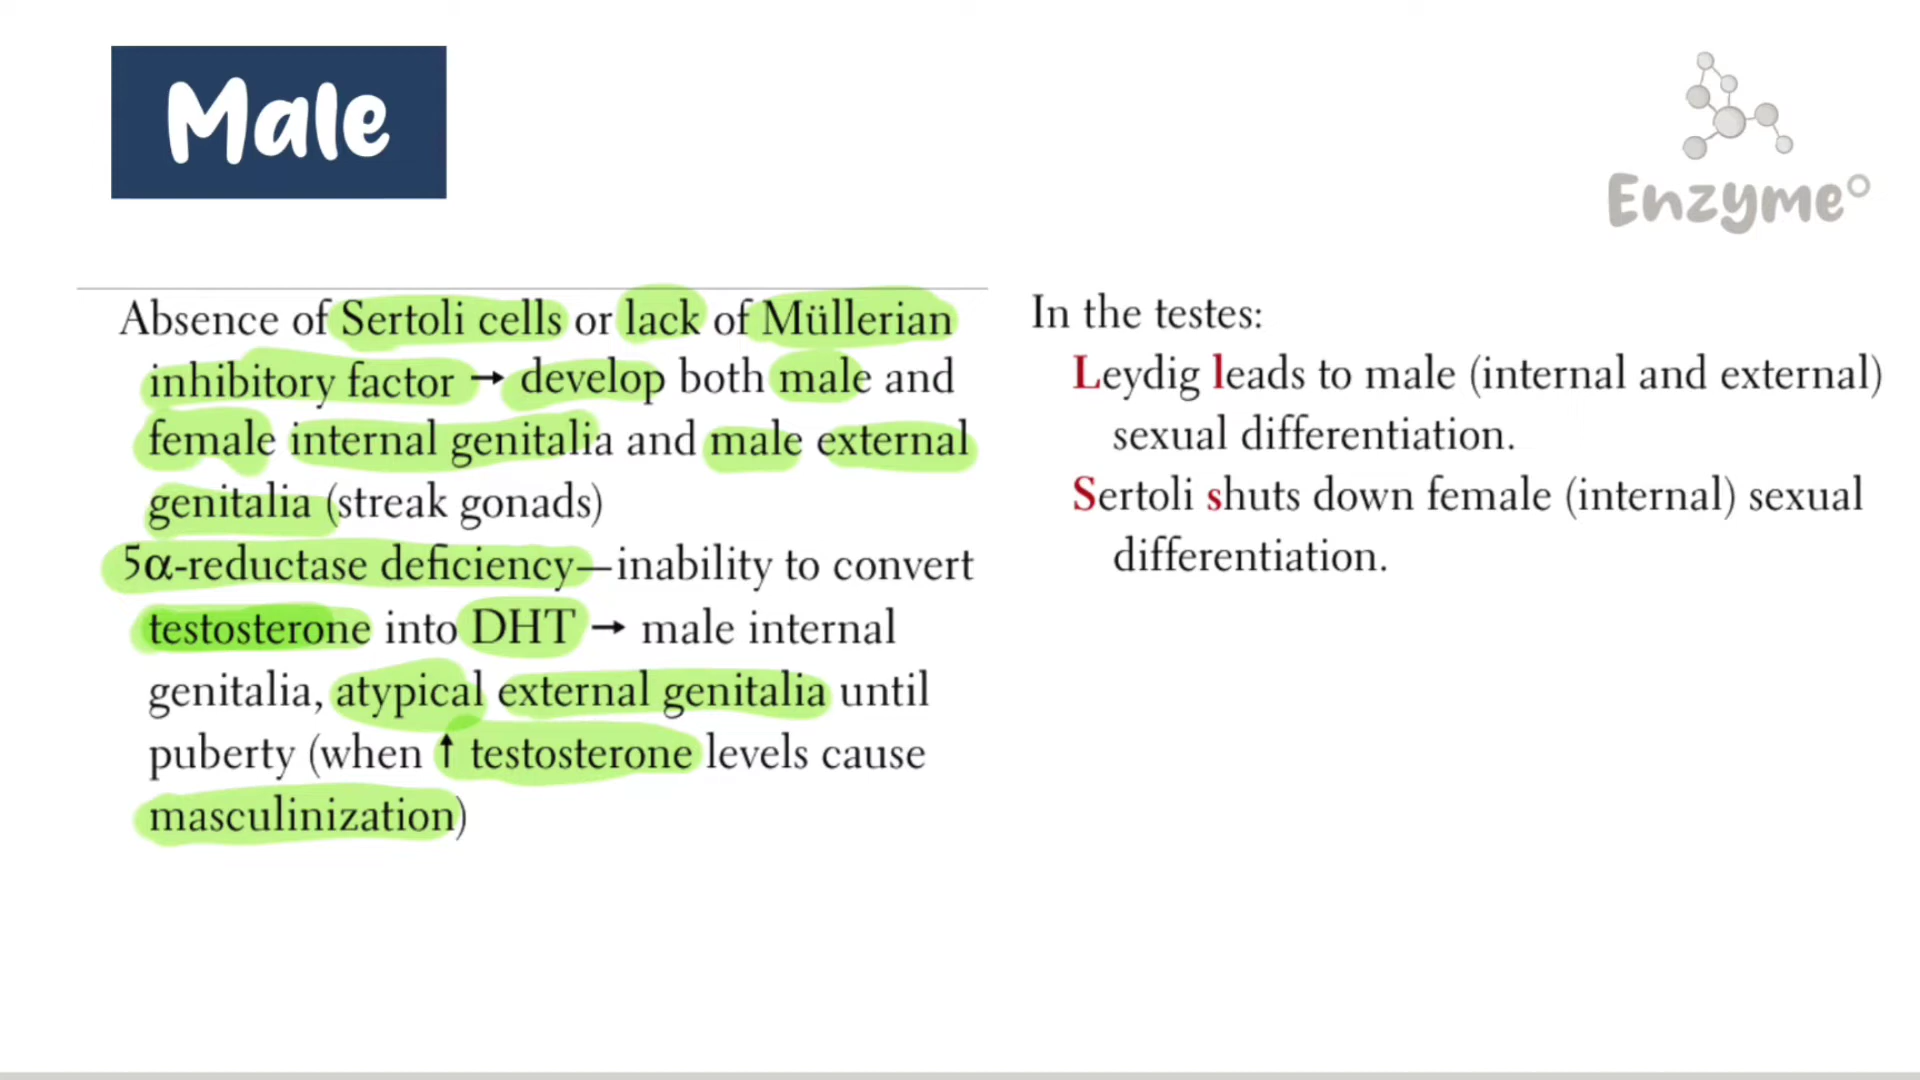 Male
Enzyme
Absence of Sertoli cells or lack of Müllerian
inhibitory factor → develop both male and
female internal genitalia and male external
genitalia (streak gonads)
5α-reductase deficiency—inability to convert
testosterone into DHT → male internal
genitalia, atypical external genitalia until
puberty (when ↑ testosterone levels cause
masculinization)
In the testes:
Leydig leads to male (internal and external)
sexual differentiation.
Sertoli shuts down female (internal) sexual
differentiation.